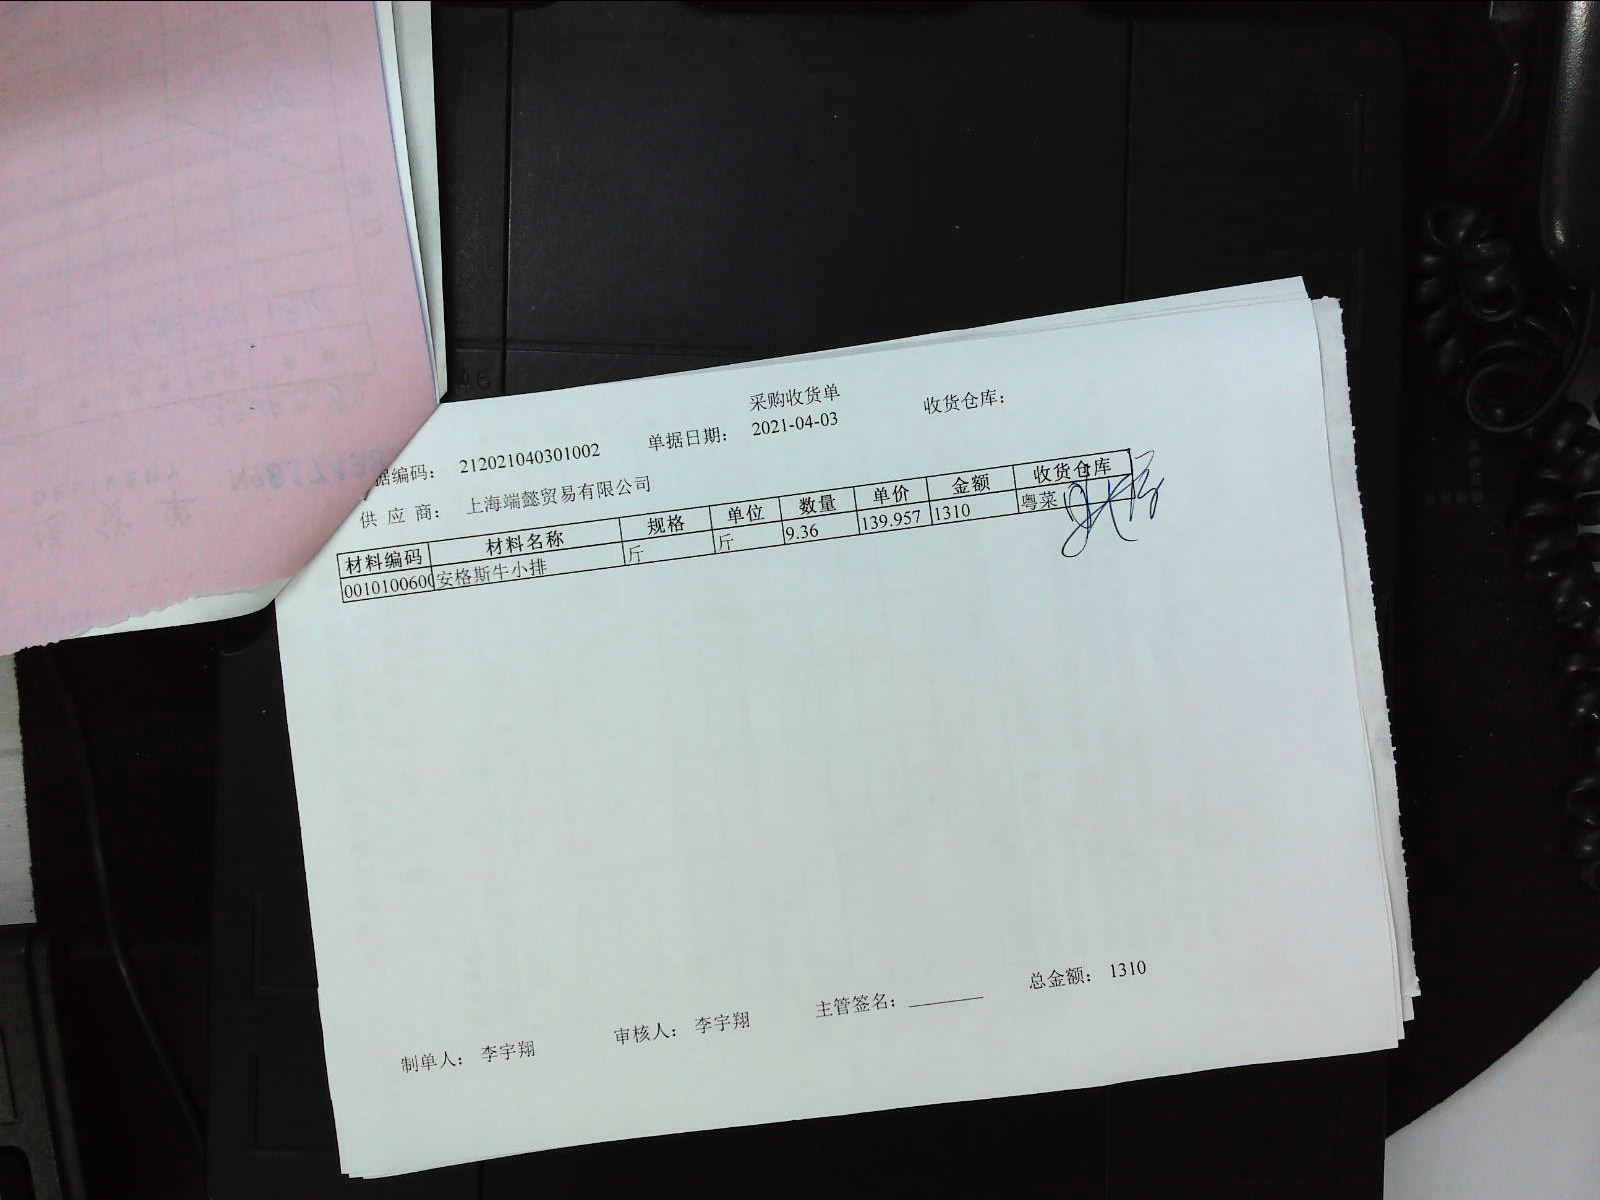 采购收货单
据编码： 212021040301002 单据日期： 2021-04-03 收货仓库：
供 应 商： 上海端懿贸易有限公司
材料编码 材料名称 规格 单位 数量 单价 金额 收货仓库
0010100600 安格斯牛小排 斤 斤 9.36 139.957 1310 粤菜
制单人： 李宇翔 审核人： 李宇翔 主管签名： 总金额： 1310